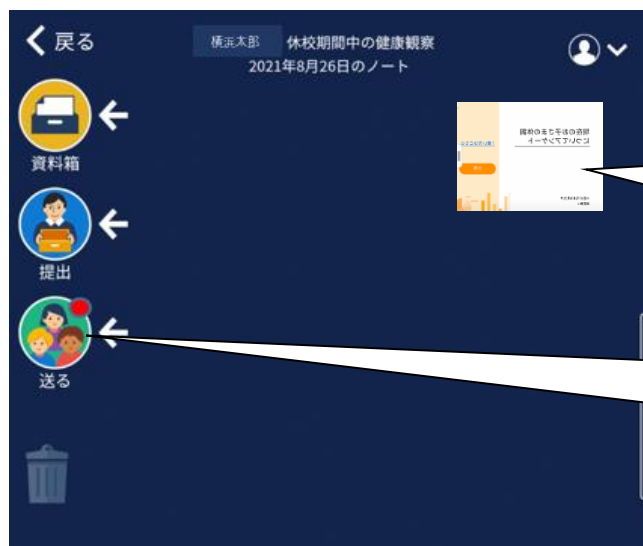 戻る
横浜太郎 休校期間中の健康観察
2021年8月26日のノート
資料箱
提出
送る